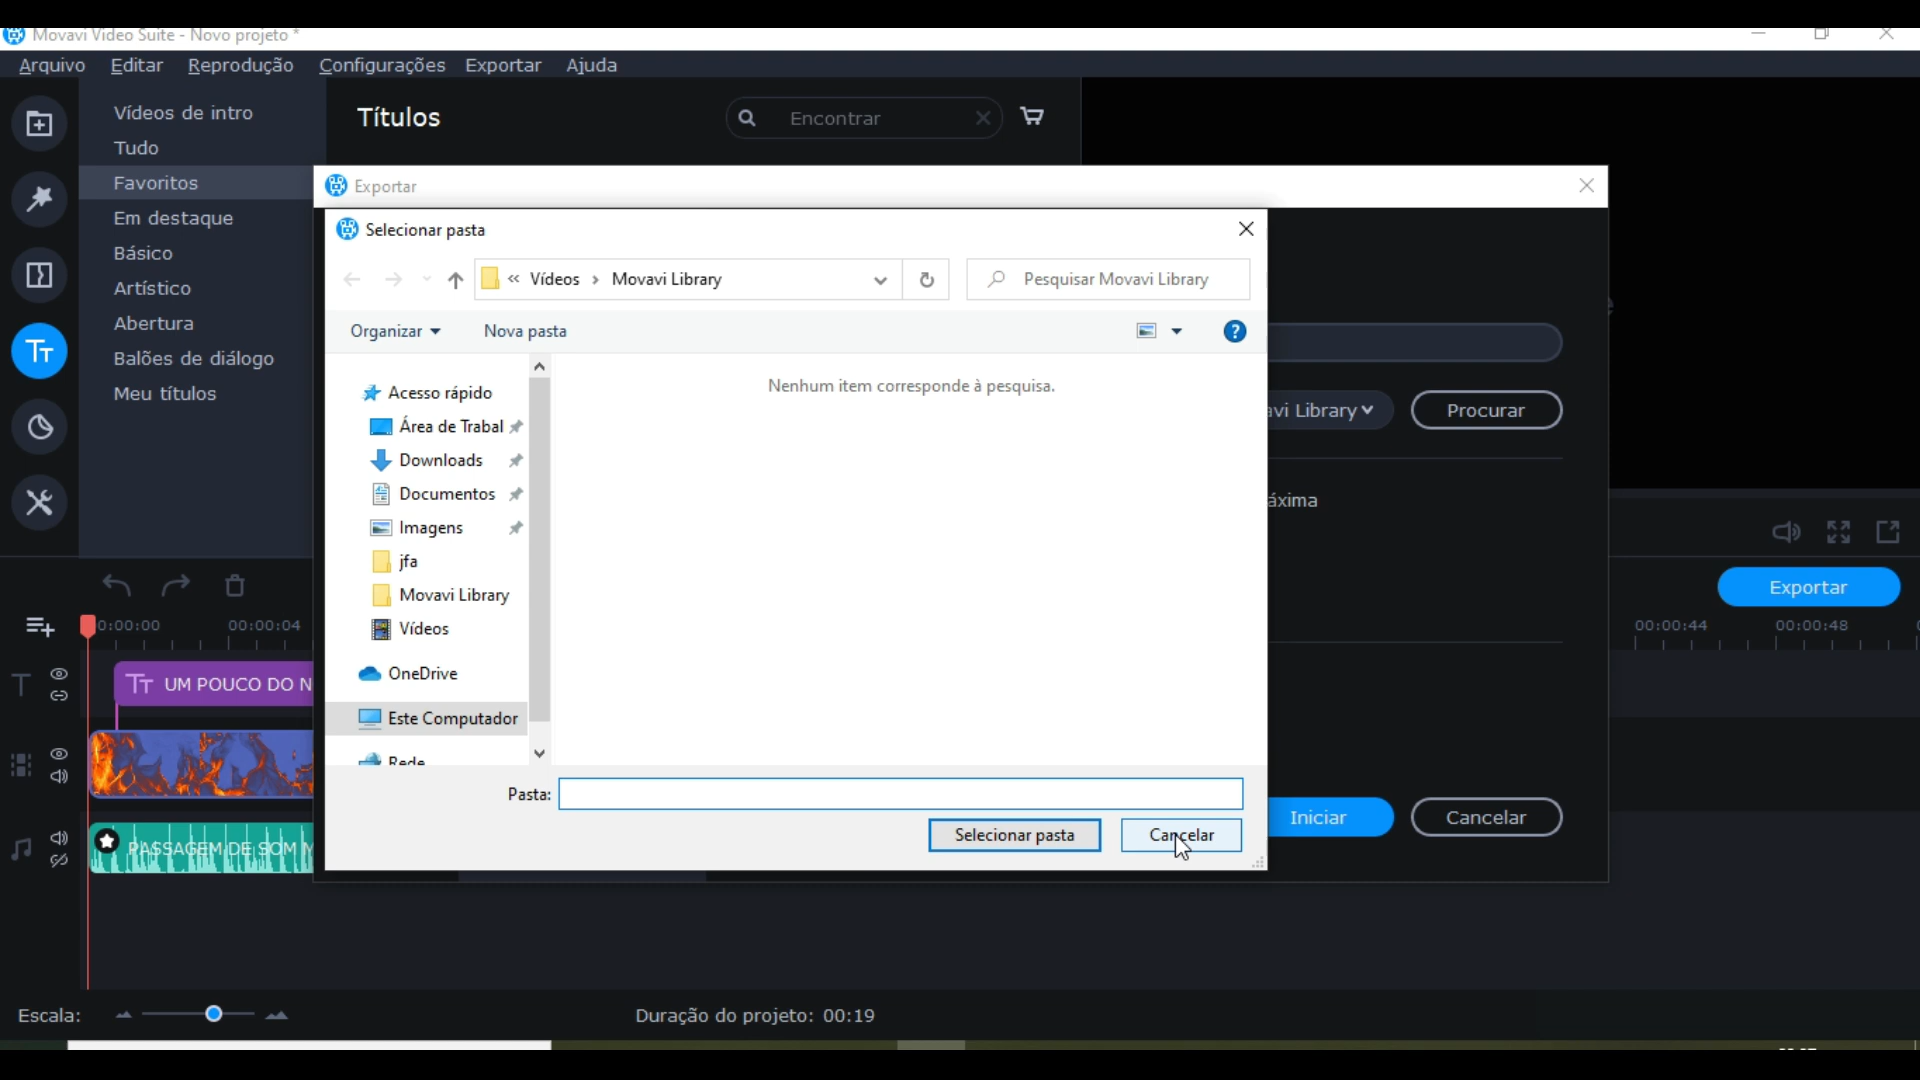 Movavi Video Suite - Novo projeto *
Arquivo Editar Reprodução Configurações Exportar Ajuda
Vídeos de intro
Tudo
Favoritos
Em destaque
Básico
Artístico
Abertura
Balões de diálogo
Meu títulos
Títulos
Encontrar
Exportar
Selecionar pasta
« Vídeos › Movavi Library
Pesquisar Movavi Library
Organizar
Nova pasta
Nenhum item corresponde à pesquisa.
Acesso rápido
Área de Trabal
Downloads
Documentos
Imagens
jfa
Movavi Library
Vídeos
OneDrive
Este Computador
Rede
Pasta:
Selecionar pasta
Cancelar
avi Library
Procurar
áxima
Iniciar
Cancelar
Exportar
0:00:00 00:00:04 00:00:44 00:00:48
UM POUCO DO N
PASSAGEM DE SOM M
Escala:
Duração do projeto: 00:19